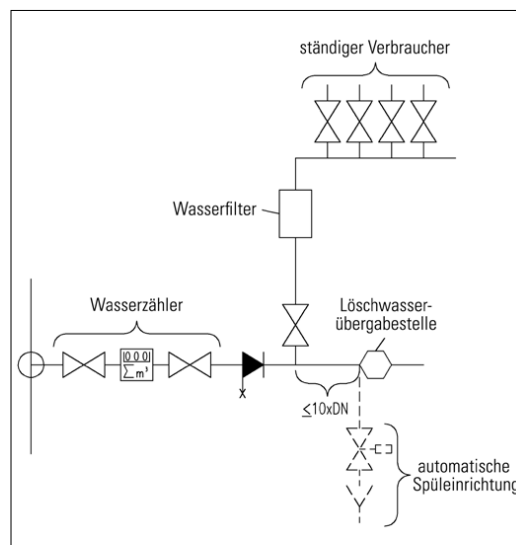 ständiger Verbraucher
Wasserfilter
Wasserzähler
Löschwasser-
übergabestelle
|0 0 0|
∑m³
x
≤10xDN
automatische
Spüleinrichtung